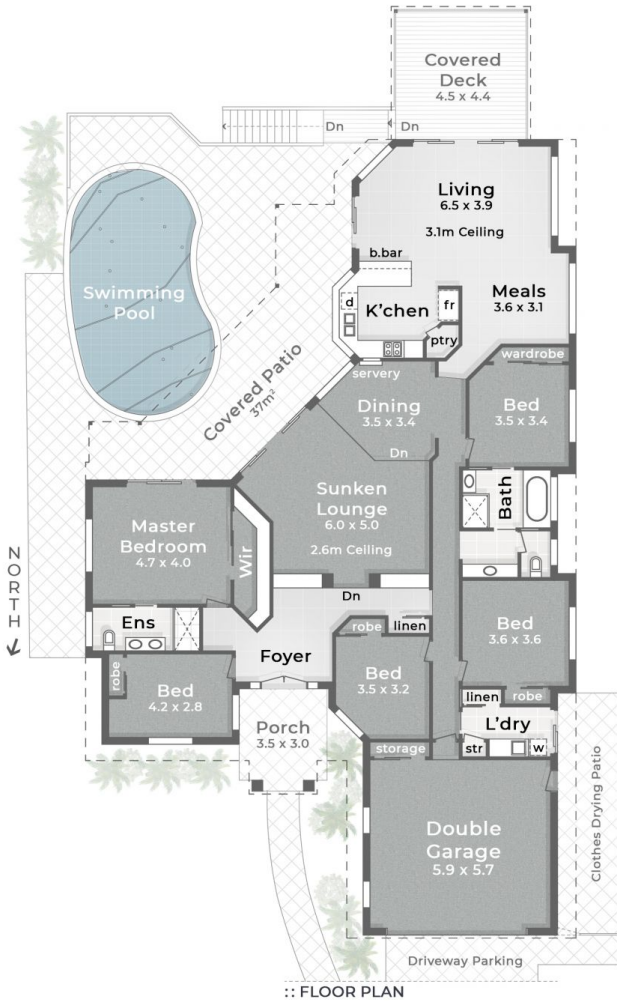 Covered
Deck
4.5 x 4.4
Dn
Dn
Living
6.5 x 3.9
3.1m Ceiling
b.bar
Swimming
Pool
d
K'chen
fr
Meals
3.6 x 3.1
ptry
wardrobe
servery
Covered Patio
37m²
Dining
3.5 x 3.4
Bed
3.5 x 3.4
Dn
Sunken
Lounge
6.0 x 5.0
2.6m Ceiling
Bath
Master
Bedroom
4.7 x 4.0
Wir
NORTH
Dn
Ens
robe
linen
Bed
3.6 x 3.6
Foyer
robe
Bed
4.2 x 2.8
Bed
3.5 x 3.2
linen
robe
L'dry
Porch
3.5 x 3.0
storage
str
w
Clothes Drying Patio
Double
Garage
5.9 x 5.7
Driveway Parking
:: FLOOR PLAN